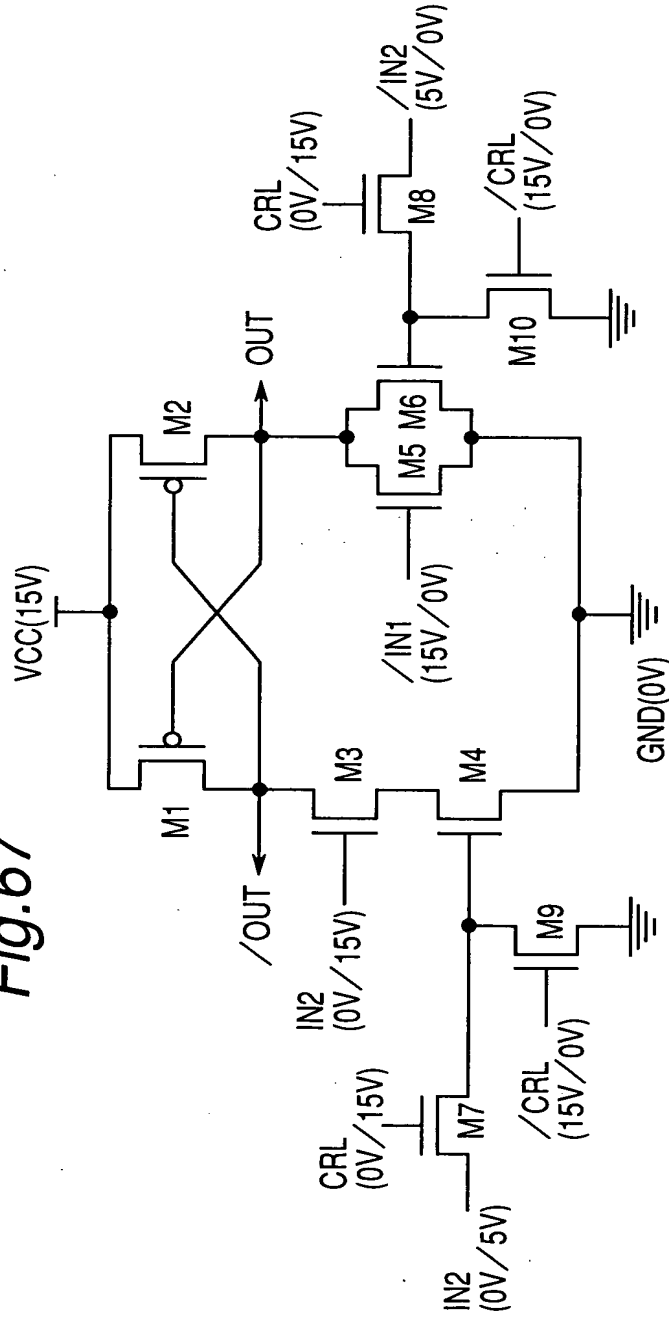 Fig.67
VCC(15V)
M1
M2
/OUT
OUT
IN2
(0V/15V)
M3
M4
/IN1
(15V/0V)
M5
M6
CRL
(0V/15V)
M8
/IN2
(5V/0V)
/CRL
(15V/0V)
M10
CRL
(0V/15V)
M7
IN2
(0V/5V)
/CRL
(15V/0V)
M9
GND(0V)